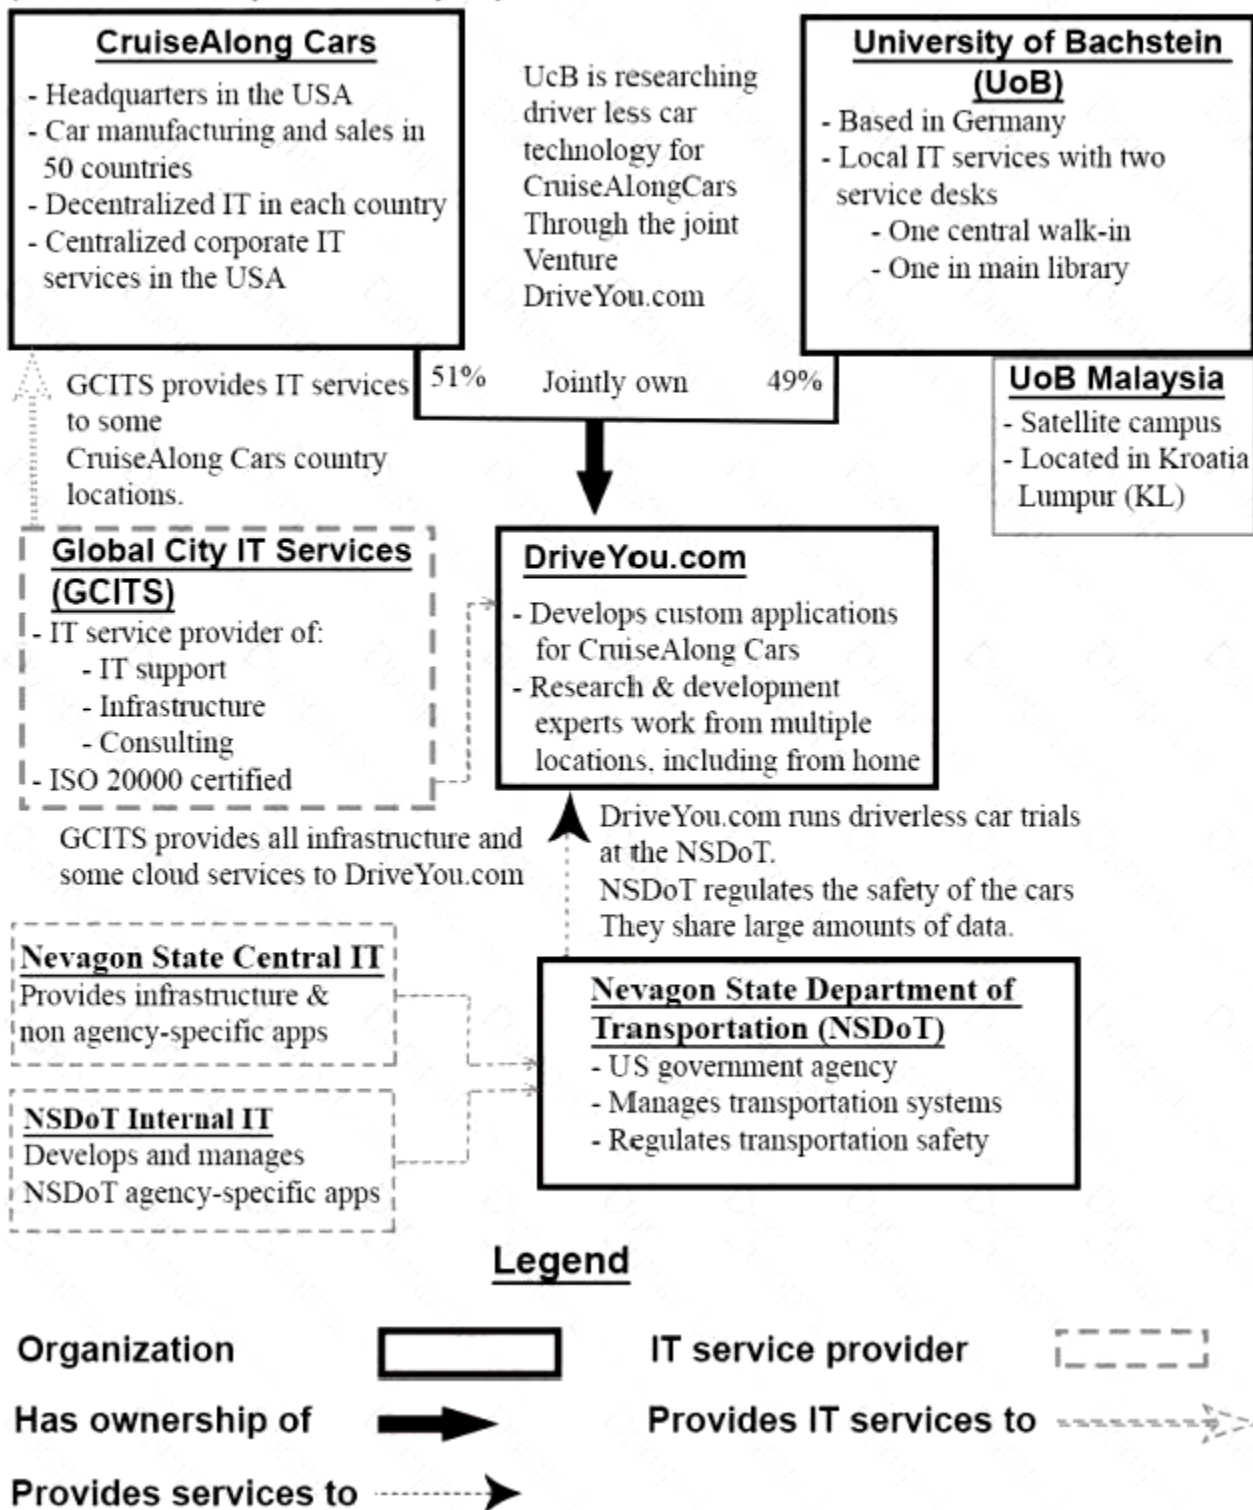 CruiseAlong Cars
- Headquarters in the USA
- Car manufacturing and sales in
50 countries
- Decentralized IT in each country
- Centralized corporate IT
services in the USA
UcB is researching
driver less car
technology for
CruiseAlongCars
Through the joint
Venture
DriveYou.com
University of Bachstein
(UoB)
- Based in Germany
- Local IT services with two
service desks
- One central walk-in
- One in main library
51%
Jointly own
49%
GCITS provides IT services
to some
CruiseAlong Cars country
locations.
UoB Malaysia
- Satellite campus
- Located in Kroatia
Lumpur (KL)
Global City IT Services
(GCITS)
- IT service provider of:
- IT support
- Infrastructure
- Consulting
- ISO 20000 certified
DriveYou.com
- Develops custom applications
for CruiseAlong Cars
- Research & development
experts work from multiple
locations, including from home
GCITS provides all infrastructure and
some cloud services to DriveYou.com
DriveYou.com runs driverless car trials
at the NSDoT.
NSDoT regulates the safety of the cars
They share large amounts of data.
Nevagon State Central IT
Provides infrastructure &
non agency-specific apps
NSDoT Internal IT
Develops and manages
NSDoT agency-specific apps
Nevagon State Department of
Transportation (NSDoT)
- US government agency
- Manages transportation systems
- Regulates transportation safety
Legend
Organization
IT service provider
Has ownership of
Provides IT services to
Provides services to